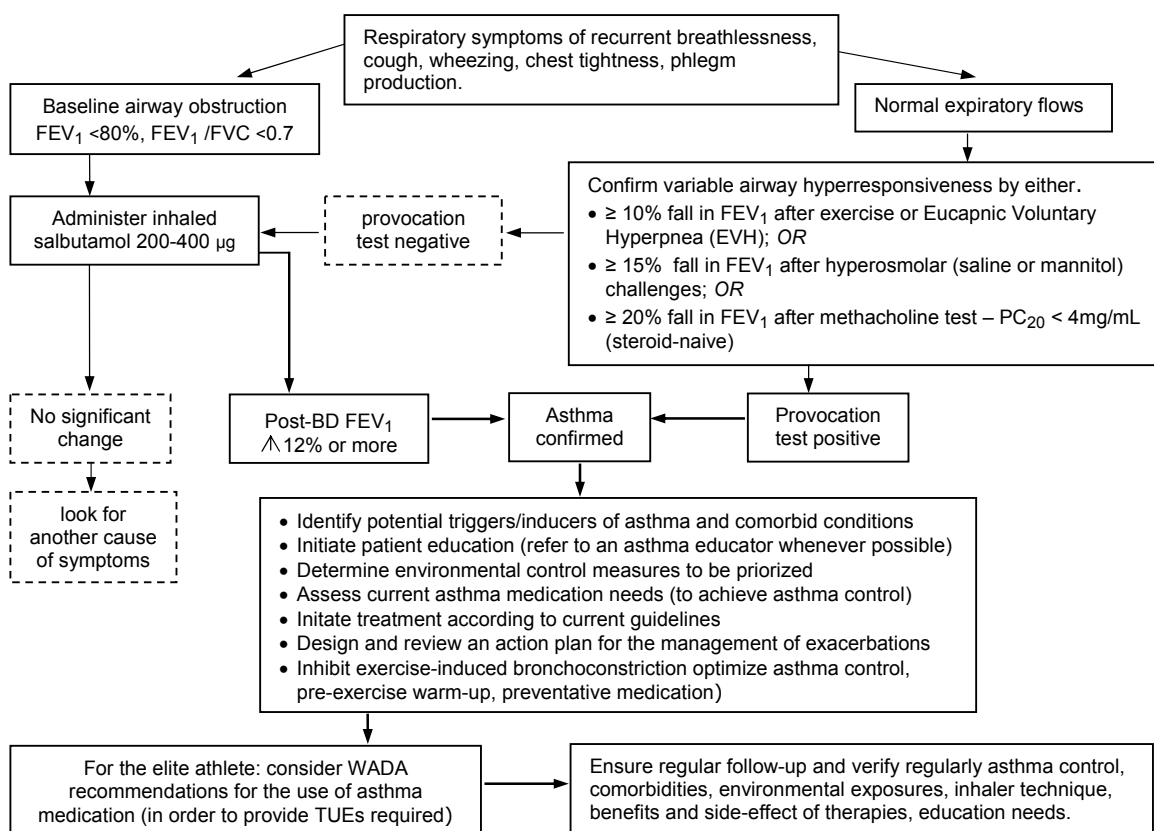 Respiratory symptoms of recurrent breathlessness,
cough, wheezing, chest tightness, phlegm
production.
Baseline airway obstruction
FEV₁ <80%, FEV₁ /FVC <0.7
Normal expiratory flows
Administer inhaled
salbutamol 200-400 µg
provocation
test negative
Confirm variable airway hyperresponsiveness by either.
• ≥ 10% fall in FEV₁ after exercise or Eucapnic Voluntary
Hyperpnea (EVH); OR
• ≥ 15% fall in FEV₁ after hyperosmolar (saline or mannitol)
challenges; OR
• ≥ 20% fall in FEV₁ after methacholine test – PC₂₀ < 4mg/mL
(steroid-naive)
No significant
change
Post-BD FEV₁
↑ 12% or more
Asthma
confirmed
Provocation
test positive
look for
another cause
of symptoms
• Identify potential triggers/inducers of asthma and comorbid conditions
• Initiate patient education (refer to an asthma educator whenever possible)
• Determine environmental control measures to be priorized
• Assess current asthma medication needs (to achieve asthma control)
• Initate treatment according to current guidelines
• Design and review an action plan for the management of exacerbations
• Inhibit exercise-induced bronchoconstriction optimize asthma control,
pre-exercise warm-up, preventative medication)
For the elite athlete: consider WADA
recommendations for the use of asthma
medication (in order to provide TUEs required)
Ensure regular follow-up and verify regularly asthma control,
comorbidities, environmental exposures, inhaler technique,
benefits and side-effect of therapies, education needs.